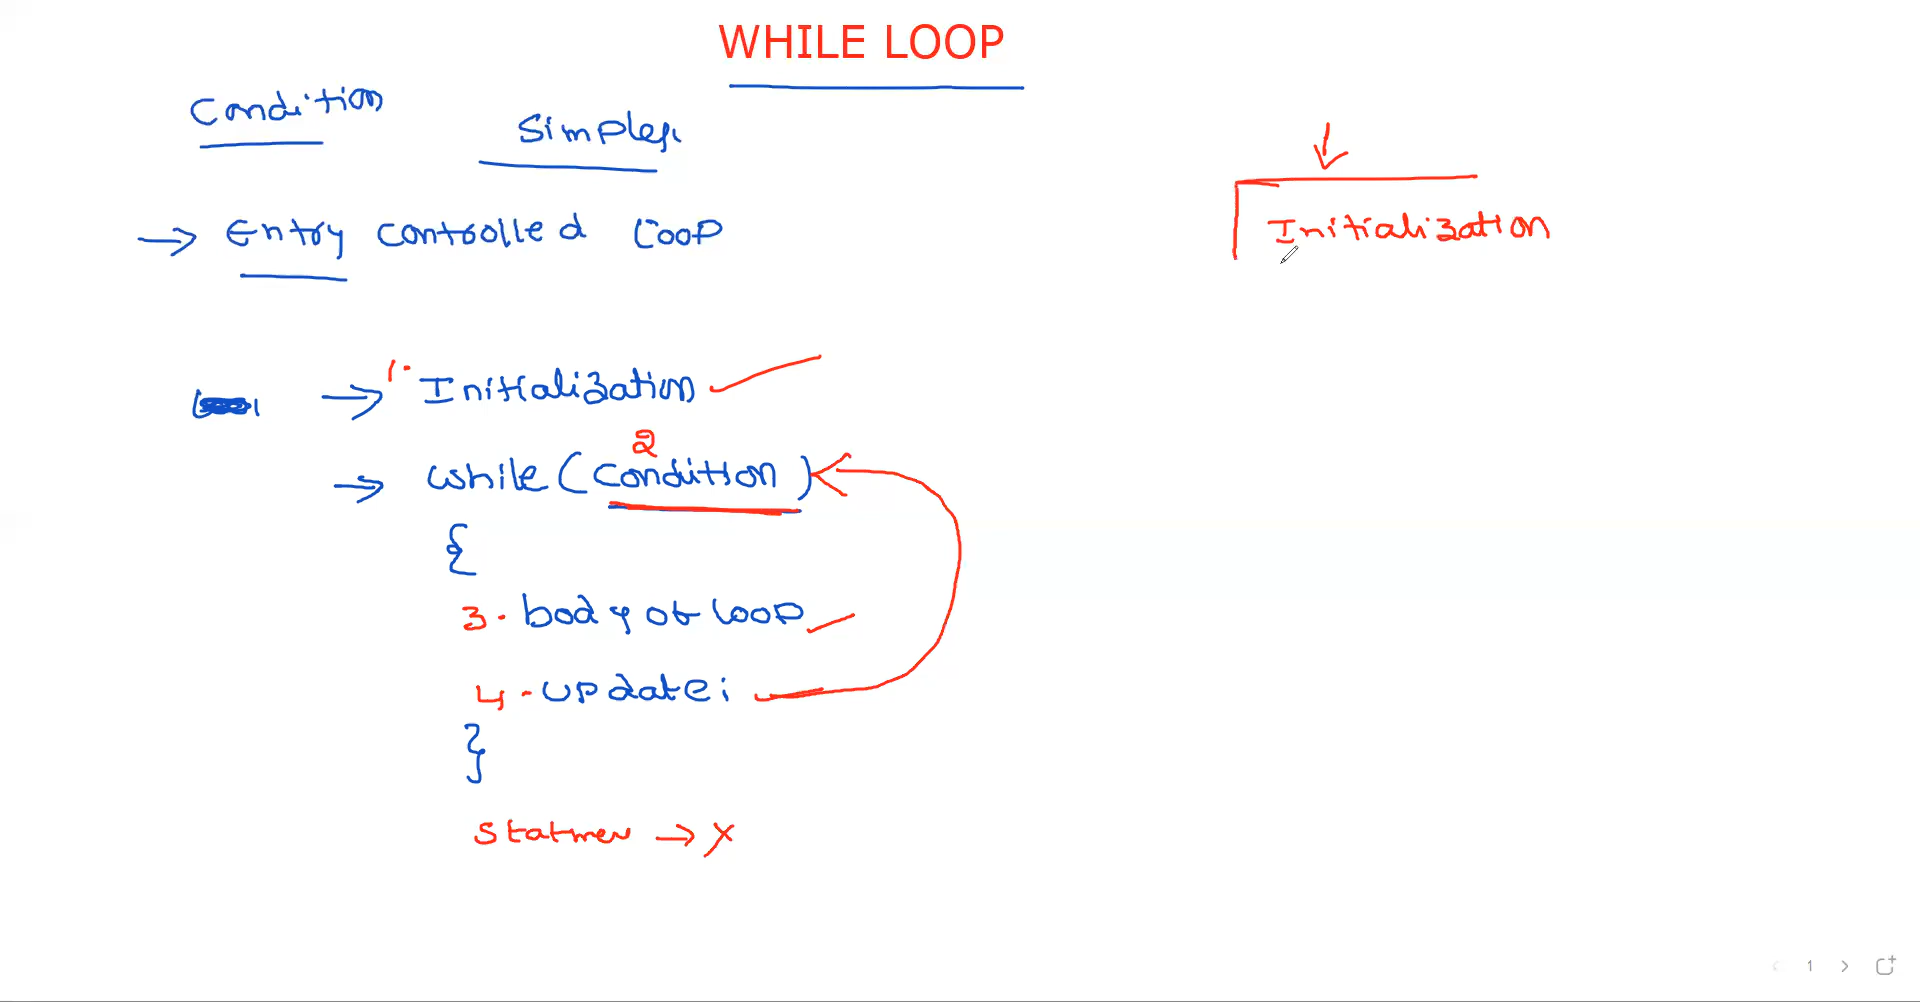 WHILE LOOP
Condition
Simplex
→ Entry controlled Loop
Initialization
→ 1. Initialization
2
→ while (condition)
{
3. body of loop
4. update;
}
Statmen → X
1